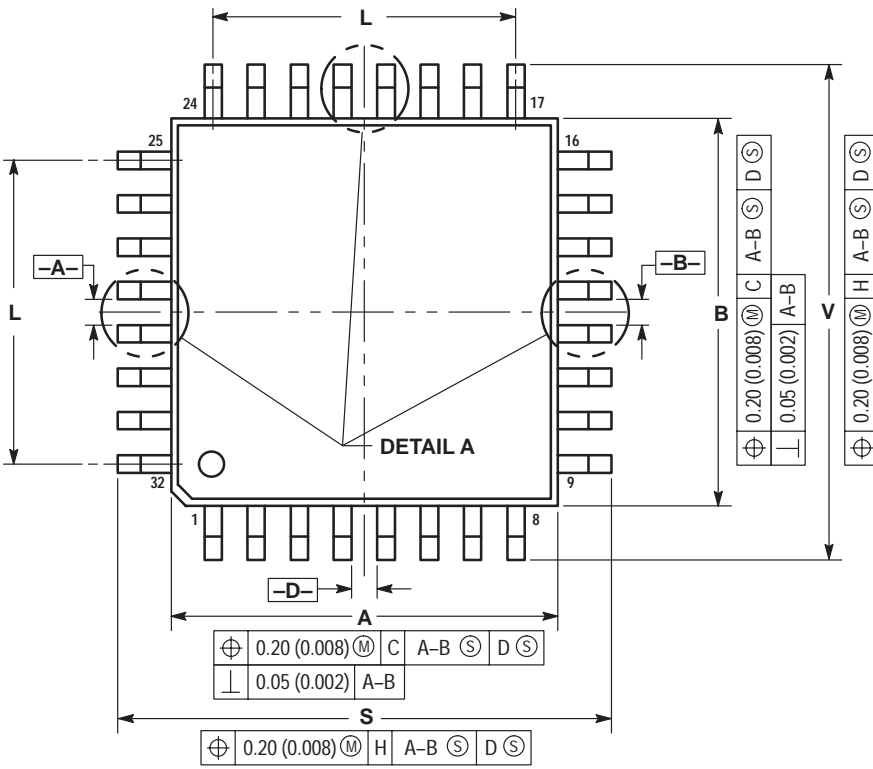 L
24
17
25
16
–A–
–B–
L
B
V
DETAIL A
32
9
1
8
–D–
A
⌖ 0.20 (0.008) Ⓜ C A–B Ⓢ D Ⓢ
⊥ 0.05 (0.002) A–B
S
⌖ 0.20 (0.008) Ⓜ H A–B Ⓢ D Ⓢ
⌖ 0.20 (0.008) Ⓜ C A–B Ⓢ D Ⓢ
⊥ 0.05 (0.002) A–B
⌖ 0.20 (0.008) Ⓜ H A–B Ⓢ D Ⓢ